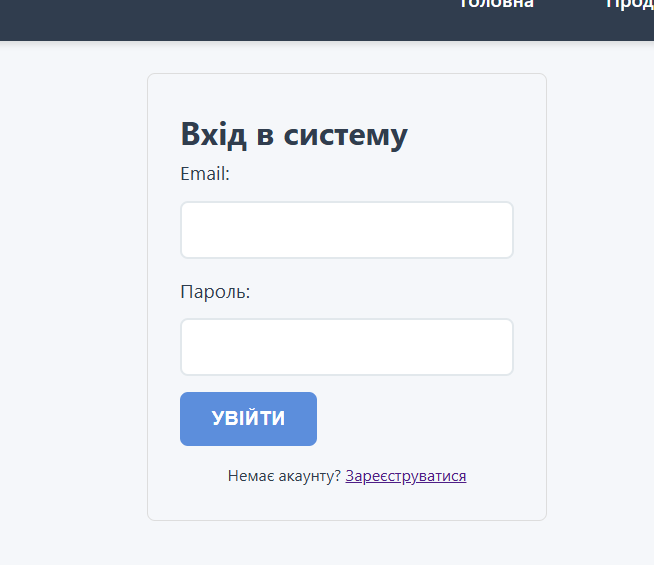 Головна
Вхід в систему
Email:
Пароль:
УВІЙТИ
Немає акаунту? Зареєструватися